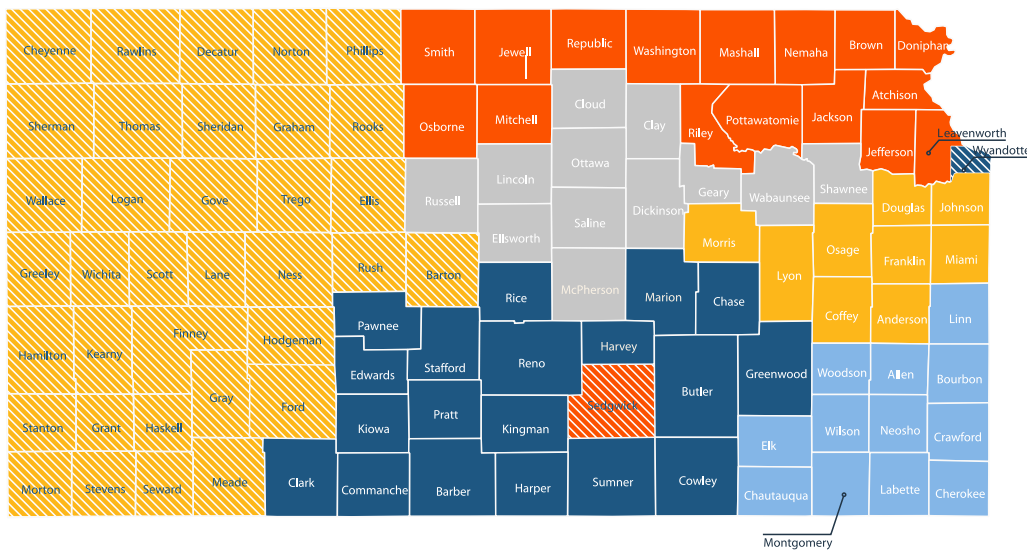 Cheyenne
Rawlins
Decatur
Norton
Phillips
Smith
Jewell
Republic
Washington
Mashall
Nemaha
Brown
Doniphan
Sherman
Thomas
Sheridan
Graham
Rooks
Osborne
Mitchell
Cloud
Clay
Riley
Pottawatomie
Jackson
Atchison
Jefferson
Leavenworth
Wyandotte
Wallace
Logan
Gove
Trego
Ellis
Russell
Lincoln
Ottawa
Saline
Dickinson
Geary
Wabaunsee
Shawnee
Douglas
Johnson
Greeley
Wichita
Scott
Lane
Ness
Rush
Barton
Ellsworth
McPherson
Rice
Marion
Chase
Morris
Lyon
Osage
Franklin
Miami
Coffey
Anderson
Linn
Hamilton
Kearny
Finney
Hodgeman
Pawnee
Edwards
Stafford
Reno
Harvey
Sedgwick
Butler
Greenwood
Woodson
Allen
Bourbon
Stanton
Grant
Haskell
Gray
Ford
Kiowa
Pratt
Kingman
Elk
Wilson
Neosho
Crawford
Morton
Stevens
Seward
Meade
Clark
Commanche
Barber
Harper
Sumner
Cowley
Chautauqua
Montgomery
Labette
Cherokee